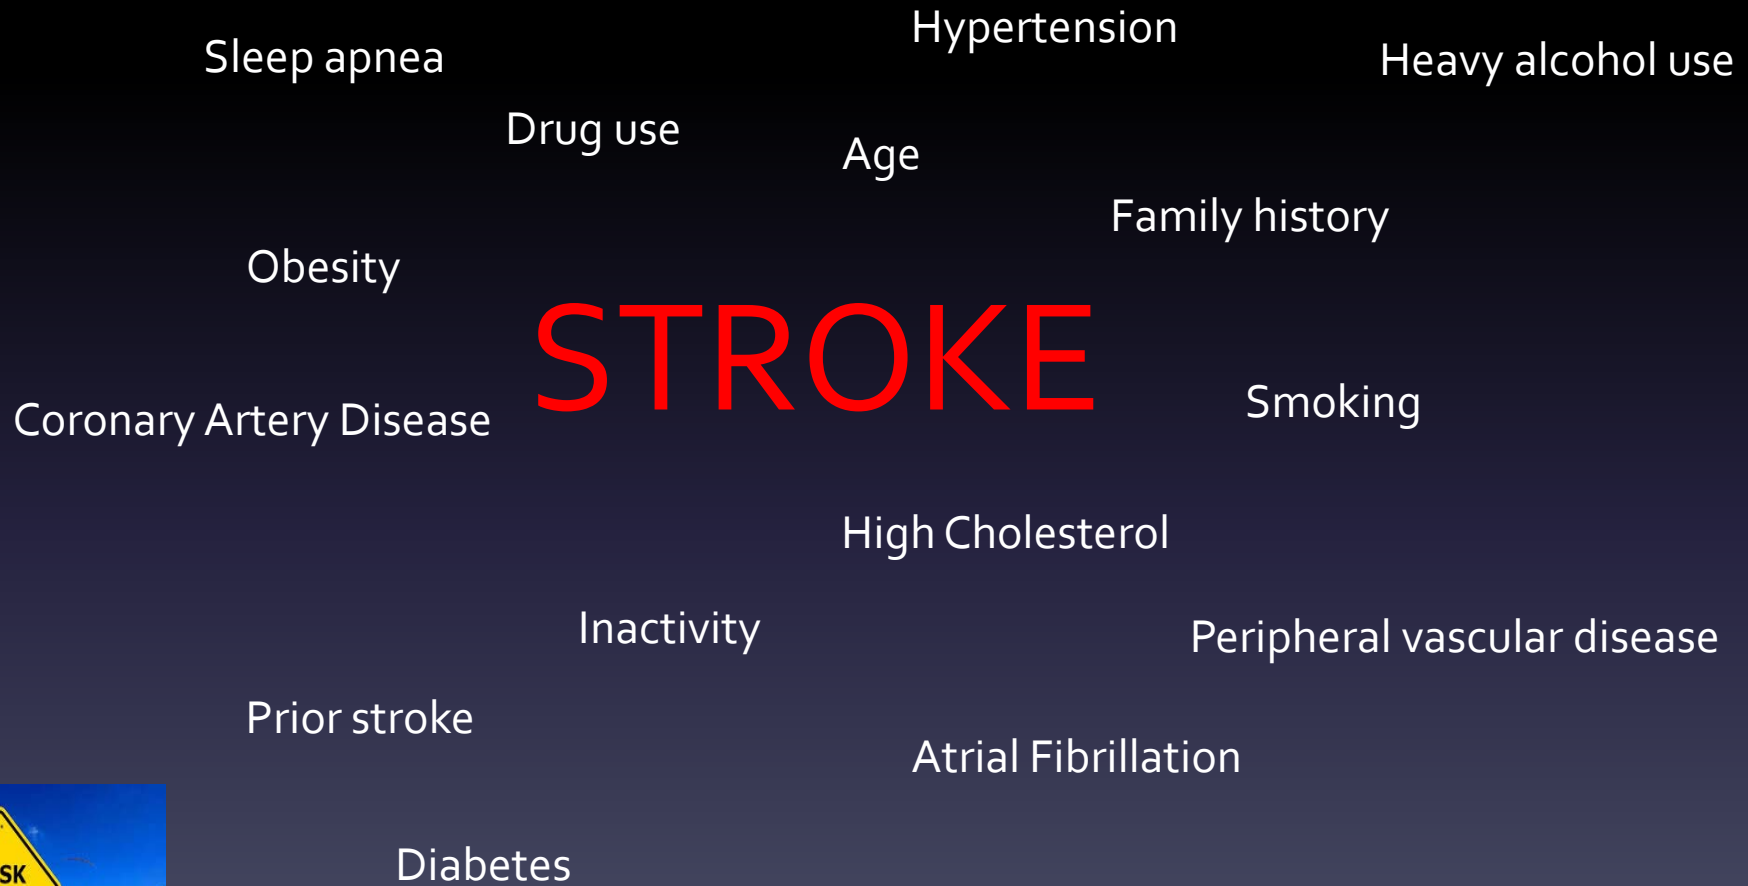 Hypertension
Sleep apnea
Heavy alcohol use
Drug use
Age
Family history
Obesity
STROKE
Coronary Artery Disease
Smoking
High Cholesterol
Inactivity
Peripheral vascular disease
Prior stroke
Atrial Fibrillation
Diabetes
SK